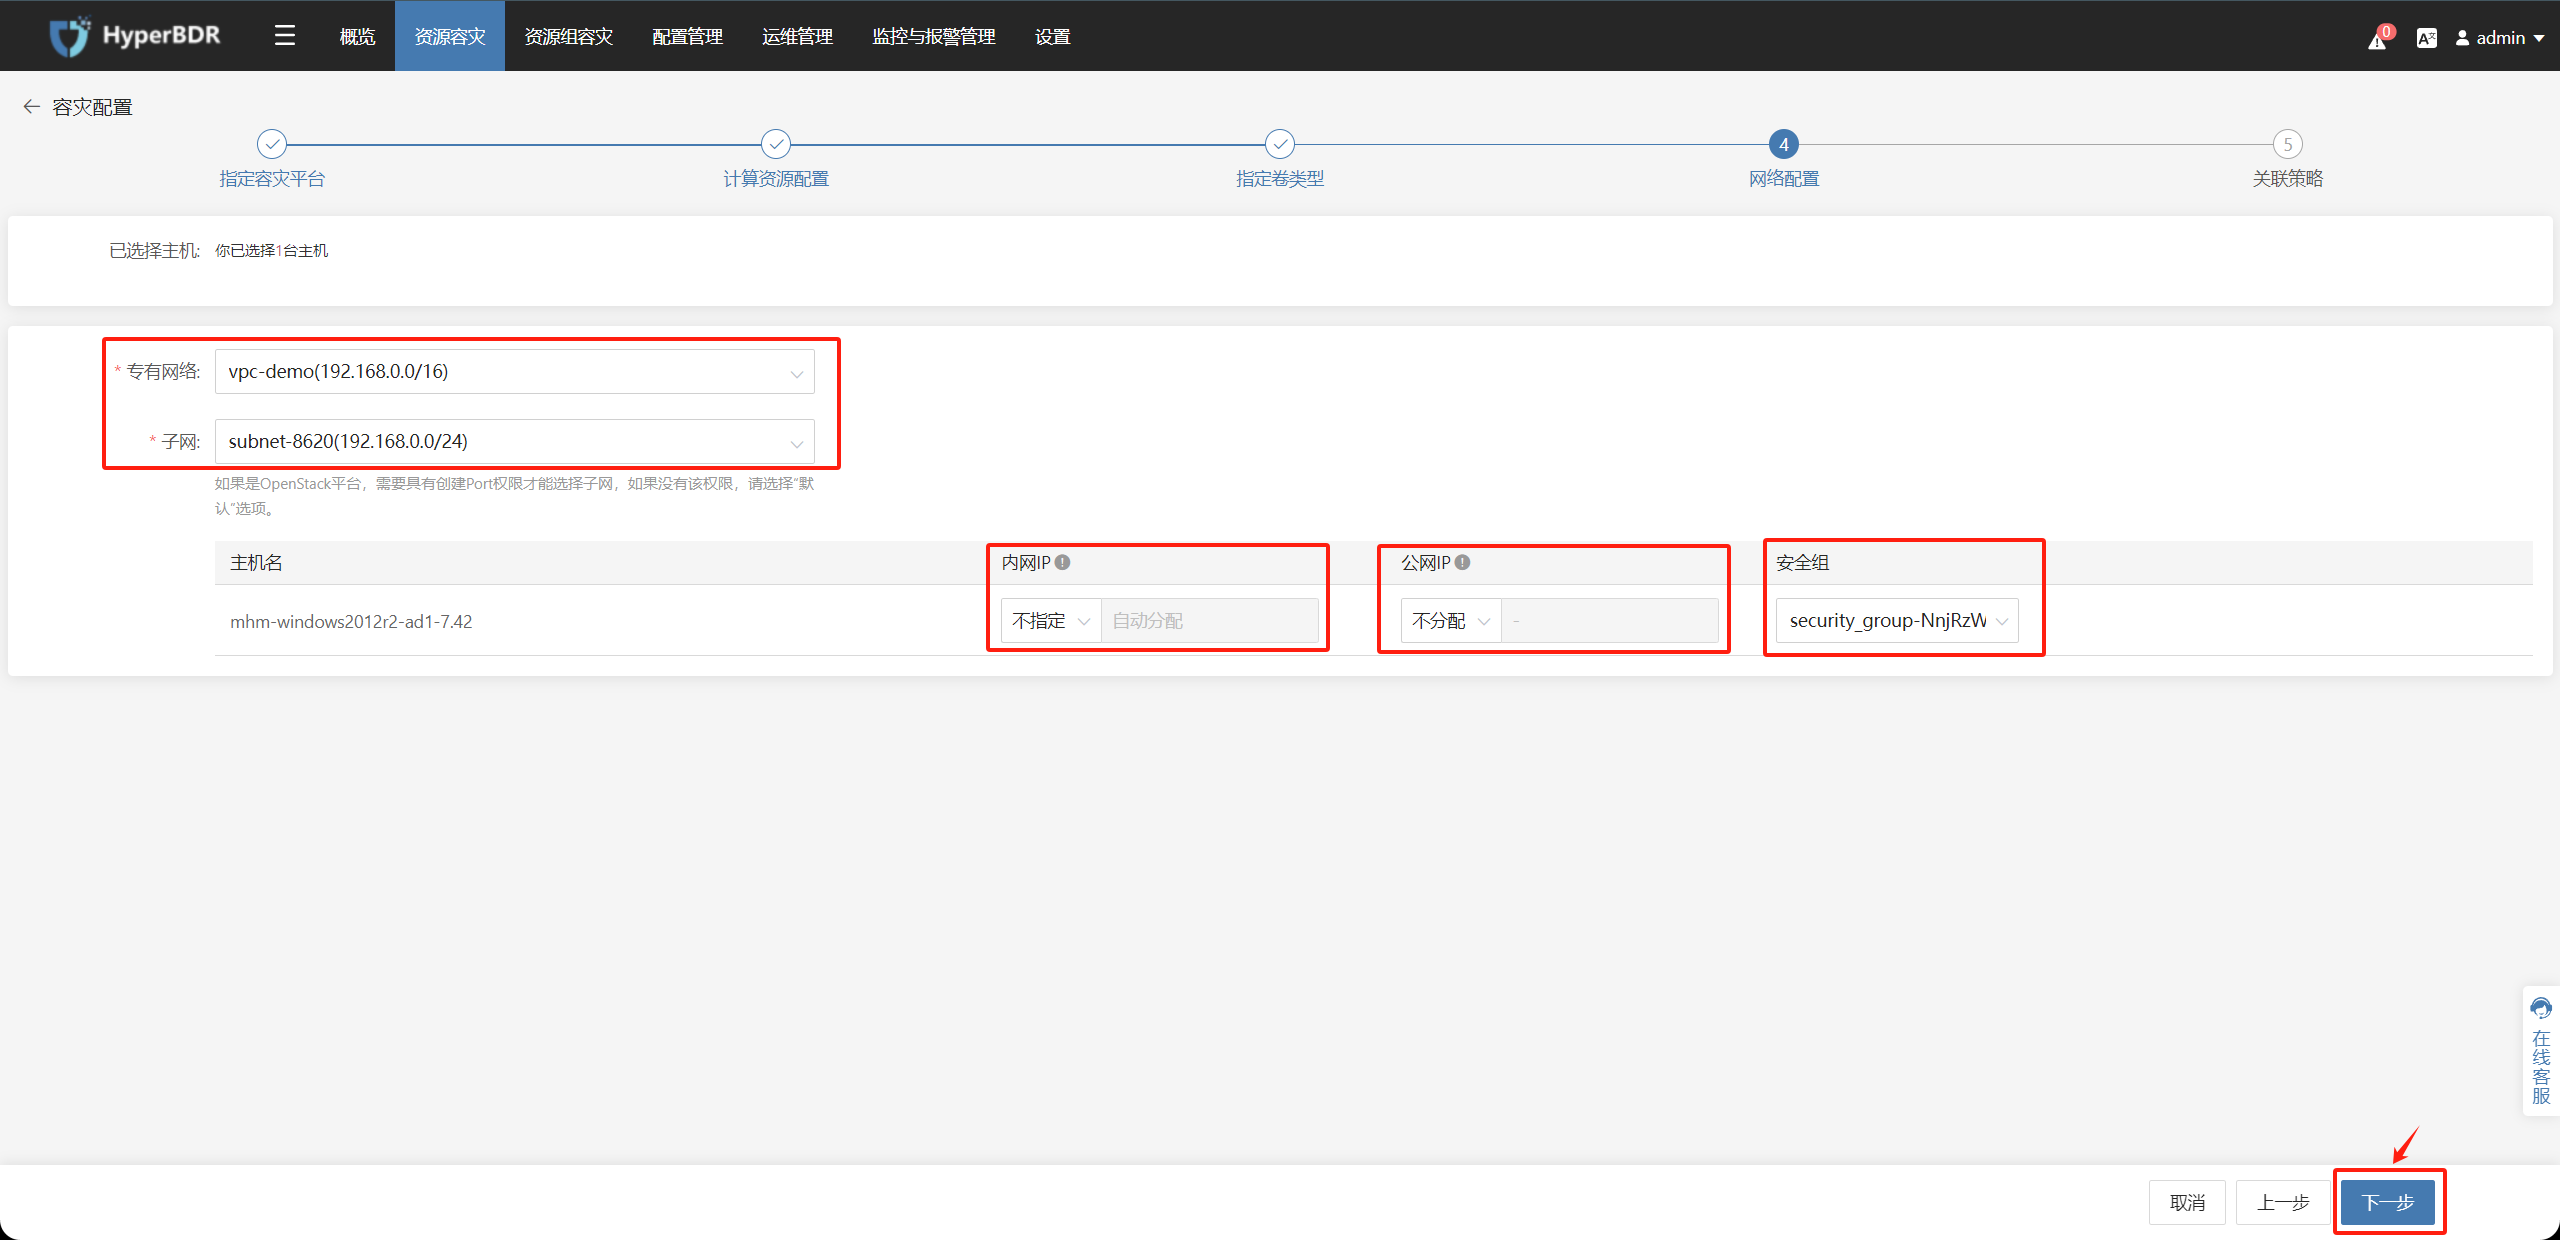 HyperBDR
概览
资源容灾
资源组容灾
配置管理
运维管理
监控与报警管理
设置
0
A文
admin
容灾配置
4
5
指定容灾平台
计算资源配置
指定卷类型
网络配置
关联策略
已选择主机: 你已选择1台主机
* 专有网络: vpc-demo(192.168.0.0/16)
* 子网: subnet-8620(192.168.0.0/24)
如果是OpenStack平台，需要具有创建Port权限才能选择子网，如果没有该权限，请选择“默
认”选项。
主机名
内网IP
公网IP
安全组
mhm-windows2012r2-ad1-7.42
不指定
自动分配
不分配
-
security_group-NnjRzW
在线客服
取消
上一步
下一步